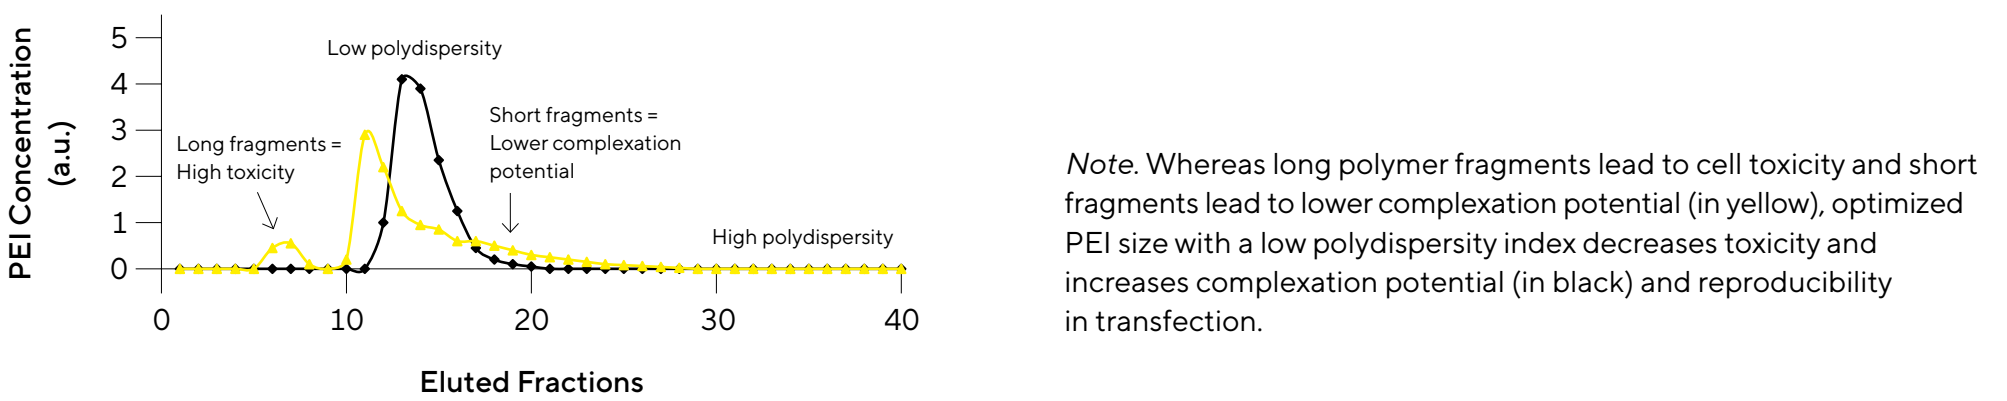 PEI Concentration
(a.u.)
5
4
3
2
1
0
Low polydispersity
Long fragments =
High toxicity
Short fragments =
Lower complexation
potential
High polydispersity
0 10 20 30 40
Eluted Fractions
Note. Whereas long polymer fragments lead to cell toxicity and short
fragments lead to lower complexation potential (in yellow), optimized
PEI size with a low polydispersity index decreases toxicity and
increases complexation potential (in black) and reproducibility
in transfection.